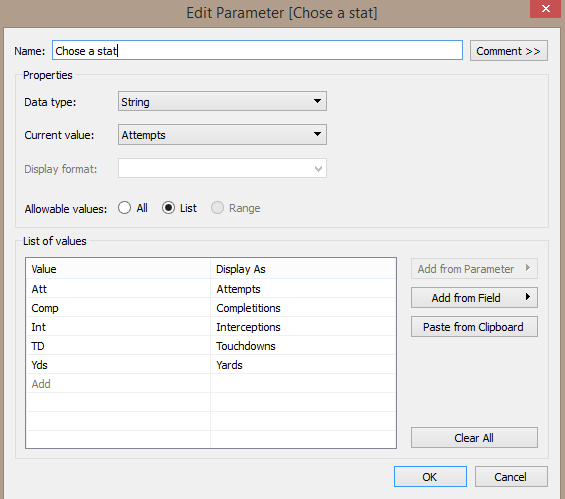 Edit Parameter [Chose a stat]
Name: Chose a stat Comment >>
Properties
Data type: String
Current value: Attempts
Display format:
Allowable values: All List Range
List of values
Value Display As
Att Attempts
Comp Completitions
Int Interceptions
TD Touchdowns
Yds Yards
Add
Add from Parameter
Add from Field
Paste from Clipboard
Clear All
OK Cancel